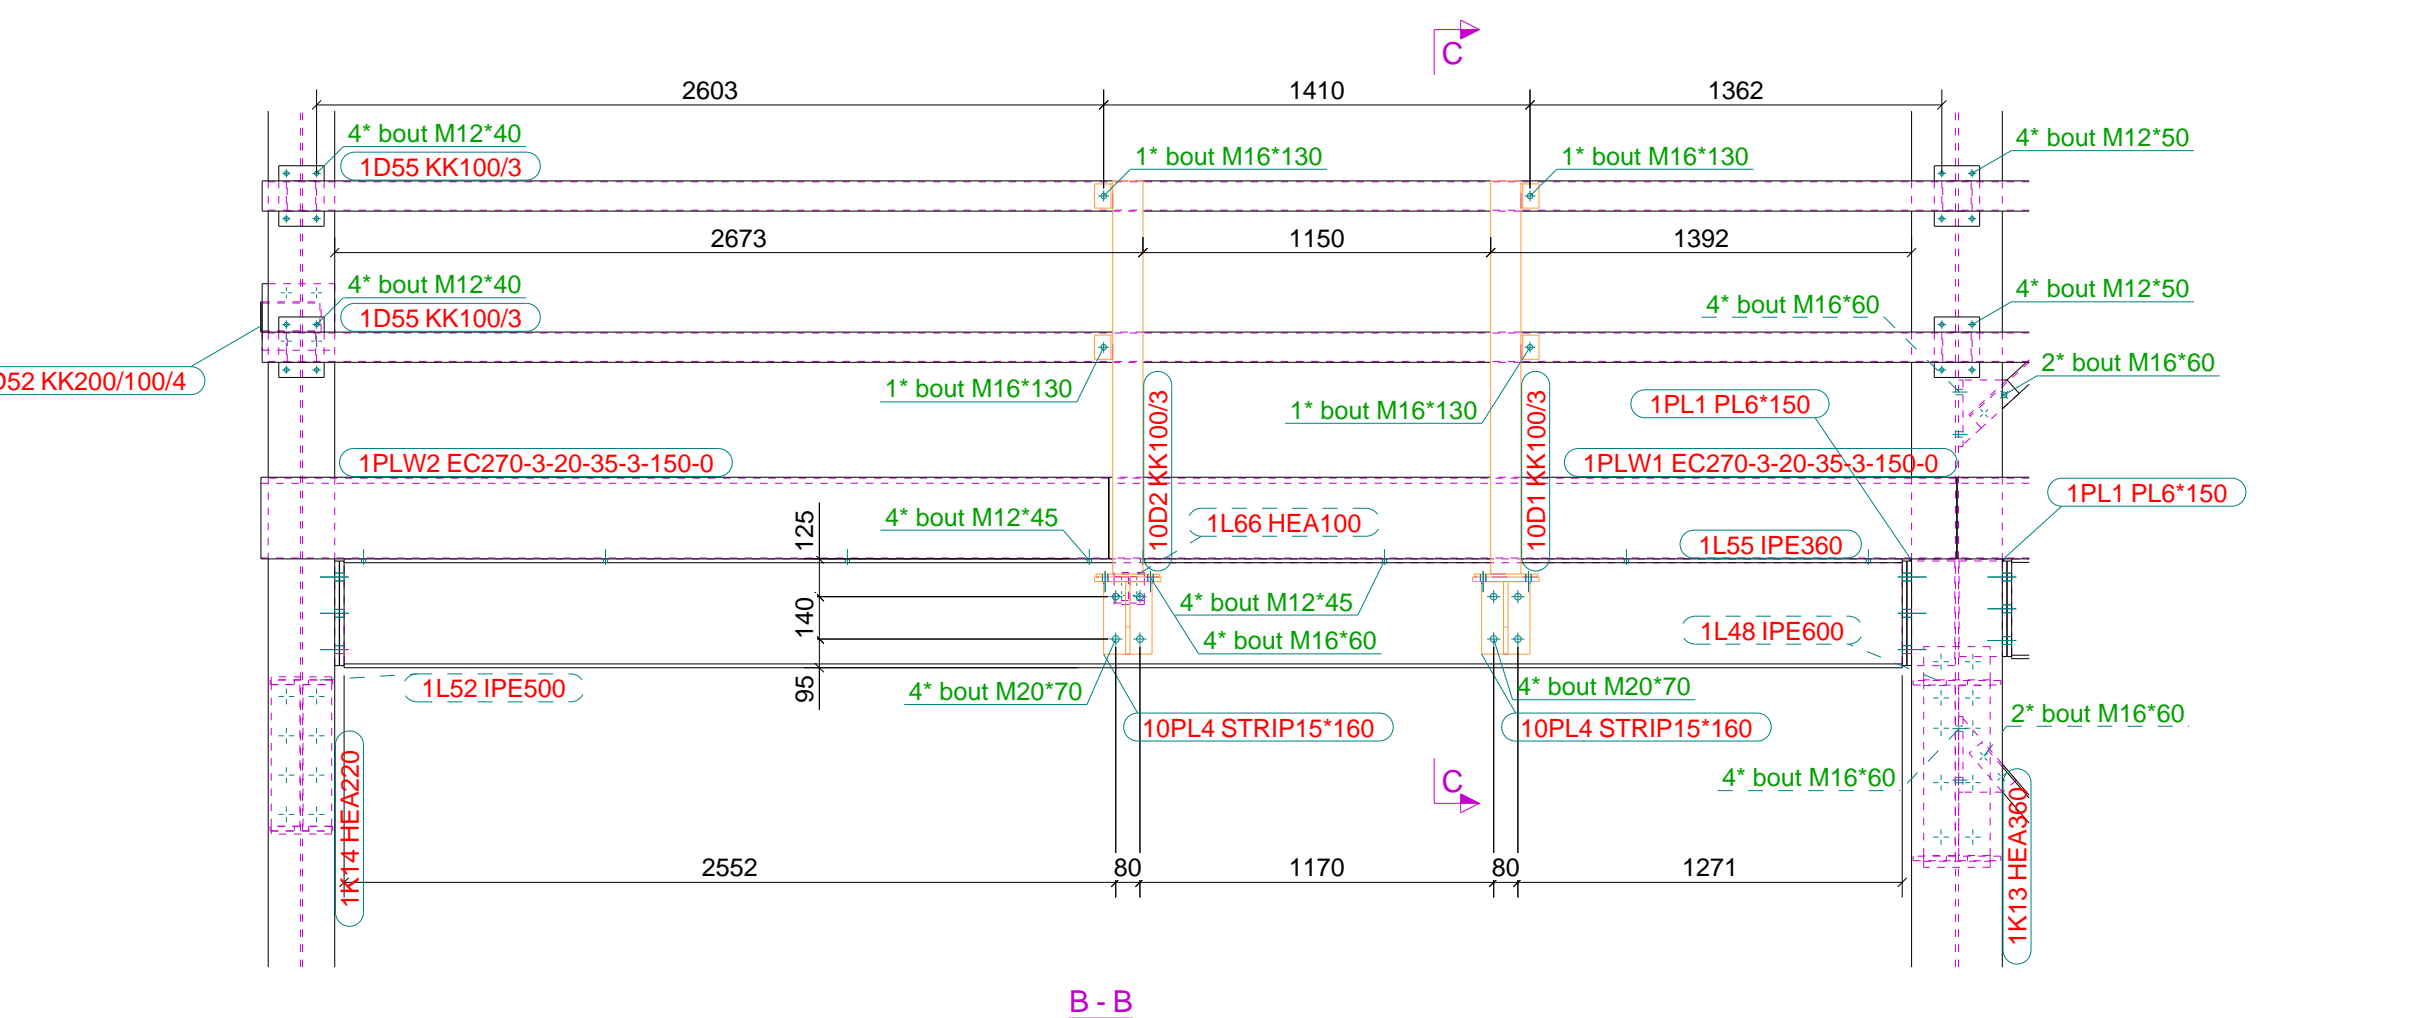 C
2603
1410
1362
4* bout M12*40
4* bout M12*50
1* bout M16*130
1* bout M16*130
1D55 KK100/3
2673
1150
1392
4* bout M12*40
4* bout M12*50
4* bout M16*60
1D55 KK100/3
2* bout M16*60
D52 KK200/100/4
1* bout M16*130
1* bout M16*130
1PL1 PL6*150
10D2 KK100/3
10D1 KK100/3
1PLW2 EC270-3-20-35-3-150-0
1PLW1 EC270-3-20-35-3-150-0
1PL1 PL6*150
4* bout M12*45
1L66 HEA100
125
1L55 IPE360
140
4* bout M12*45
4* bout M16*60
1L48 IPE600
95
1L52 IPE500
4* bout M20*70
4* bout M20*70
2* bout M16*60
10PL4 STRIP15*160
10PL4 STRIP15*160
4* bout M16*60
C
1K14 HEA220
1K13 HEA360
2552
80
1170
80
1271
B - B